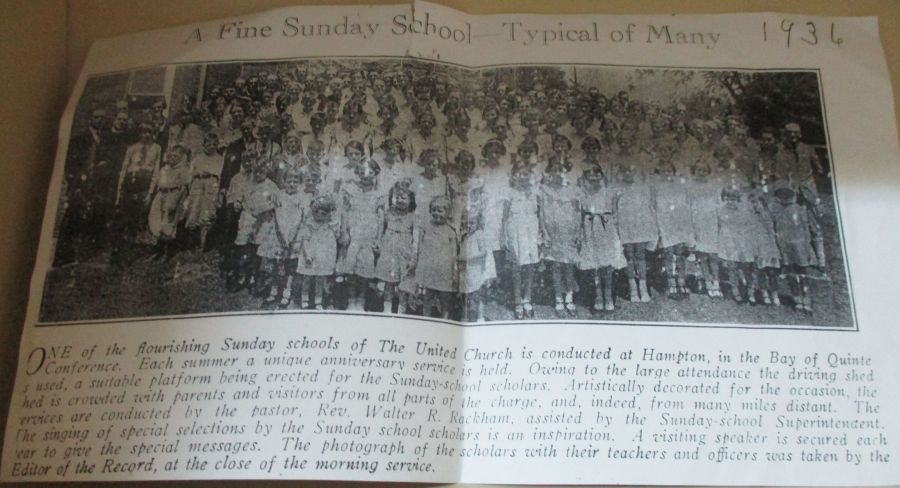 A Fine Sunday School—Typical of Many 1936
ONE of the flourishing Sunday schools of The United Church is conducted at Hampton, in the Bay of Quinte
Conference. Each summer a unique anniversary service is held. Owing to the large attendance the driving shed
s used, a suitable platform being erected for the Sunday-school scholars. Artistically decorated for the occasion, the
hed is crowded with parents and visitors from all parts of the charge, and, indeed, from many miles distant. The
ervices are conducted by the pastor, Rev. Walter R. Rackham, assisted by the Sunday-school Superintendent.
The singing of special selections by the Sunday school scholars is an inspiration. A visiting speaker is secured each
ear to give the special messages. The photograph of the scholars with their teachers and officers was taken by the
Editor of the Record, at the close of the morning service.